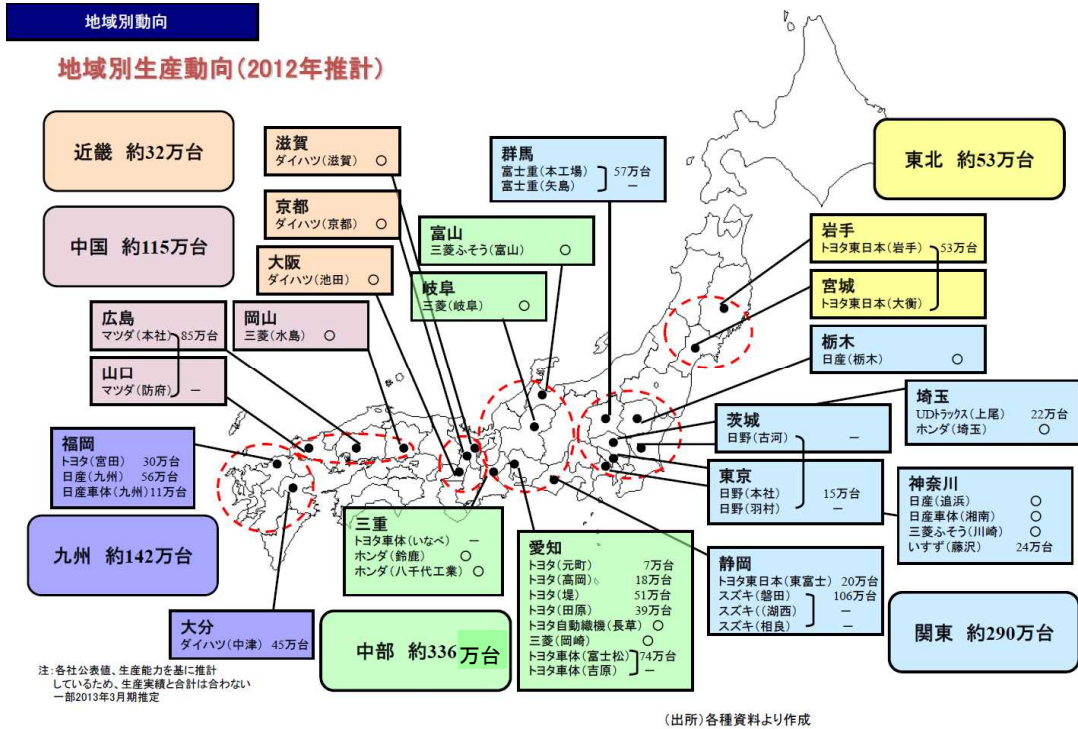 地域別動向
地域別生産動向(2012年推計)
近畿 約32万台
中国 約115万台
滋賀
ダイハツ(滋賀) ○
京都
ダイハツ(京都) ○
大阪
ダイハツ(池田) ○
群馬
富士重(本工場) 57万台
富士重(矢島) －
東北 約53万台
富山
三菱ふそう(富山) ○
岐阜
三菱(岐阜) ○
岩手
トヨタ東日本(岩手) 53万台
宮城
トヨタ東日本(大衡)
広島
マツダ(本社) 85万台
山口
マツダ(防府) －
岡山
三菱(水島) ○
栃木
日産(栃木) ○
埼玉
UDトラックス(上尾) 22万台
ホンダ(埼玉) ○
茨城
日野(古河) －
東京
日野(本社) 15万台
日野(羽村) －
神奈川
日産(追浜) ○
日産車体(湘南) ○
三菱ふそう(川崎) ○
いすず(藤沢) 24万台
福岡
トヨタ(宮田) 30万台
日産(九州) 56万台
日産車体(九州)11万台
九州 約142万台
大分
ダイハツ(中津) 45万台
三重
トヨタ車体(いなべ) －
ホンダ(鈴鹿) ○
ホンダ(八千代工業) ○
中部 約336万台
愛知
トヨタ(元町) 7万台
トヨタ(高岡) 18万台
トヨタ(堤) 51万台
トヨタ(田原) 39万台
トヨタ自動織機(長草) ○
三菱(岡崎) ○
トヨタ車体(富士松) 74万台
トヨタ車体(吉原) －
静岡
トヨタ東日本(東富士) 20万台
スズキ(磐田) 106万台
スズキ((湖西) －
スズキ(相良) －
関東 約290万台
注:各社公表値、生産能力を基に推計
しているため、生産実績と合計は合わない
一部2013年3月期推定
(出所)各種資料より作成